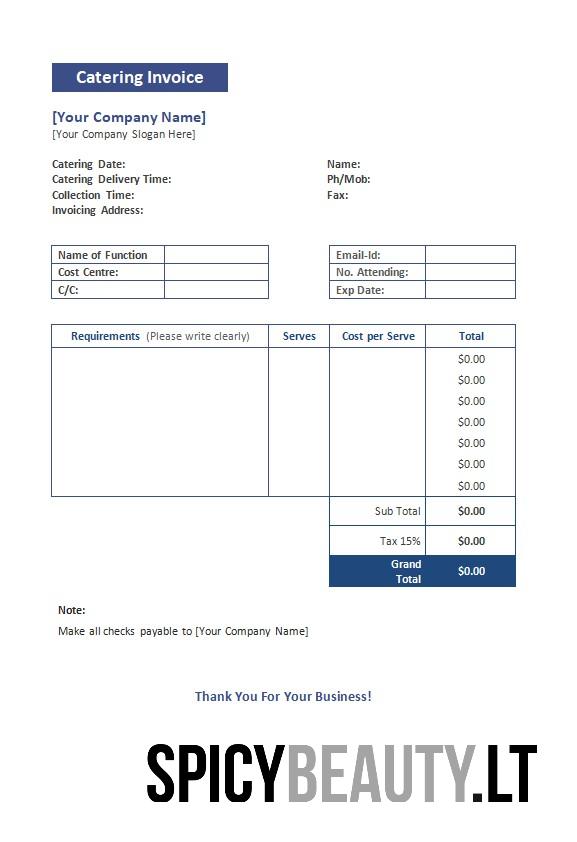 Catering Invoice
[Your Company Name]
[Your Company Slogan Here]
Catering Date:
Catering Delivery Time:
Collection Time:
Invoicing Address:
Name:
Ph/Mob:
Fax:
Name of Function
Cost Centre:
C/C:
Email-Id:
No. Attending:
Exp Date:
Requirements (Please write clearly) Serves Cost per Serve Total
$0.00
$0.00
$0.00
$0.00
$0.00
$0.00
$0.00
Sub Total $0.00
Tax 15% $0.00
Grand
Total $0.00
Note:
Make all checks payable to [Your Company Name]
Thank You For Your Business!
SPICYBEAUTY.LT